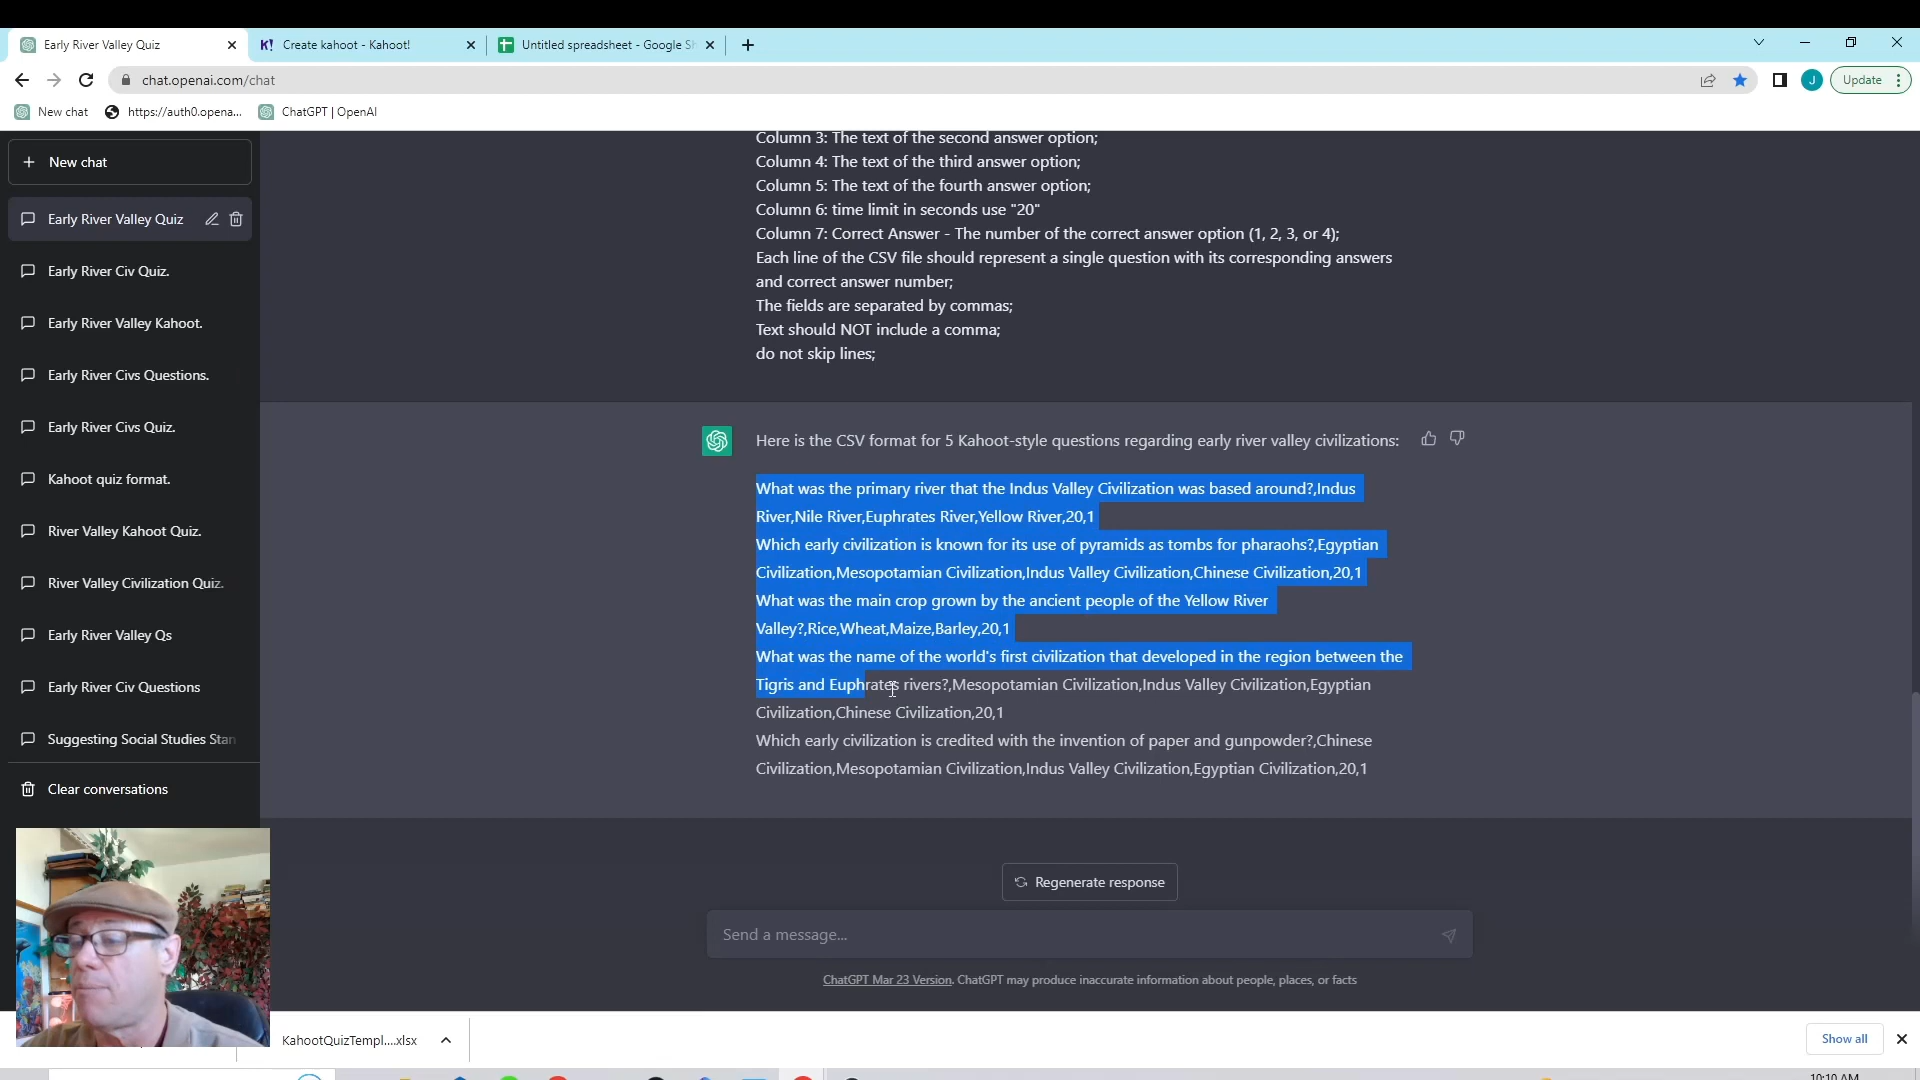 Early River Valley Quiz
Create kahoot - Kahoot!
Untitled spreadsheet - Google Sh
chat.openai.com/chat
J
Update
New chat
https://auth0.opena...
ChatGPT | OpenAI
New chat
Early River Valley Quiz
Early River Civ Quiz.
Early River Valley Kahoot.
Early River Civs Questions.
Early River Civs Quiz.
Kahoot quiz format.
River Valley Kahoot Quiz.
River Valley Civilization Quiz.
Early River Valley Qs
Early River Civ Questions
Suggesting Social Studies Stan
Clear conversations
Column 3: The text of the second answer option;
Column 4: The text of the third answer option;
Column 5: The text of the fourth answer option;
Column 6: time limit in seconds use "20"
Column 7: Correct Answer - The number of the correct answer option (1, 2, 3, or 4);
Each line of the CSV file should represent a single question with its corresponding answers
and correct answer number;
The fields are separated by commas;
Text should NOT include a comma;
do not skip lines;
Here is the CSV format for 5 Kahoot-style questions regarding early river valley civilizations:
What was the primary river that the Indus Valley Civilization was based around?,Indus
River,Nile River,Euphrates River,Yellow River,20,1
Which early civilization is known for its use of pyramids as tombs for pharaohs?,Egyptian
Civilization,Mesopotamian Civilization,Indus Valley Civilization,Chinese Civilization,20,1
What was the main crop grown by the ancient people of the Yellow River
Valley?,Rice,Wheat,Maize,Barley,20,1
What was the name of the world's first civilization that developed in the region between the
Tigris and Euphrates rivers?,Mesopotamian Civilization,Indus Valley Civilization,Egyptian
Civilization,Chinese Civilization,20,1
Which early civilization is credited with the invention of paper and gunpowder?,Chinese
Civilization,Mesopotamian Civilization,Indus Valley Civilization,Egyptian Civilization,20,1
Regenerate response
Send a message...
ChatGPT Mar 23 Version. ChatGPT may produce inaccurate information about people, places, or facts
KahootQuizTempl....xlsx
Show all
10:10 AM